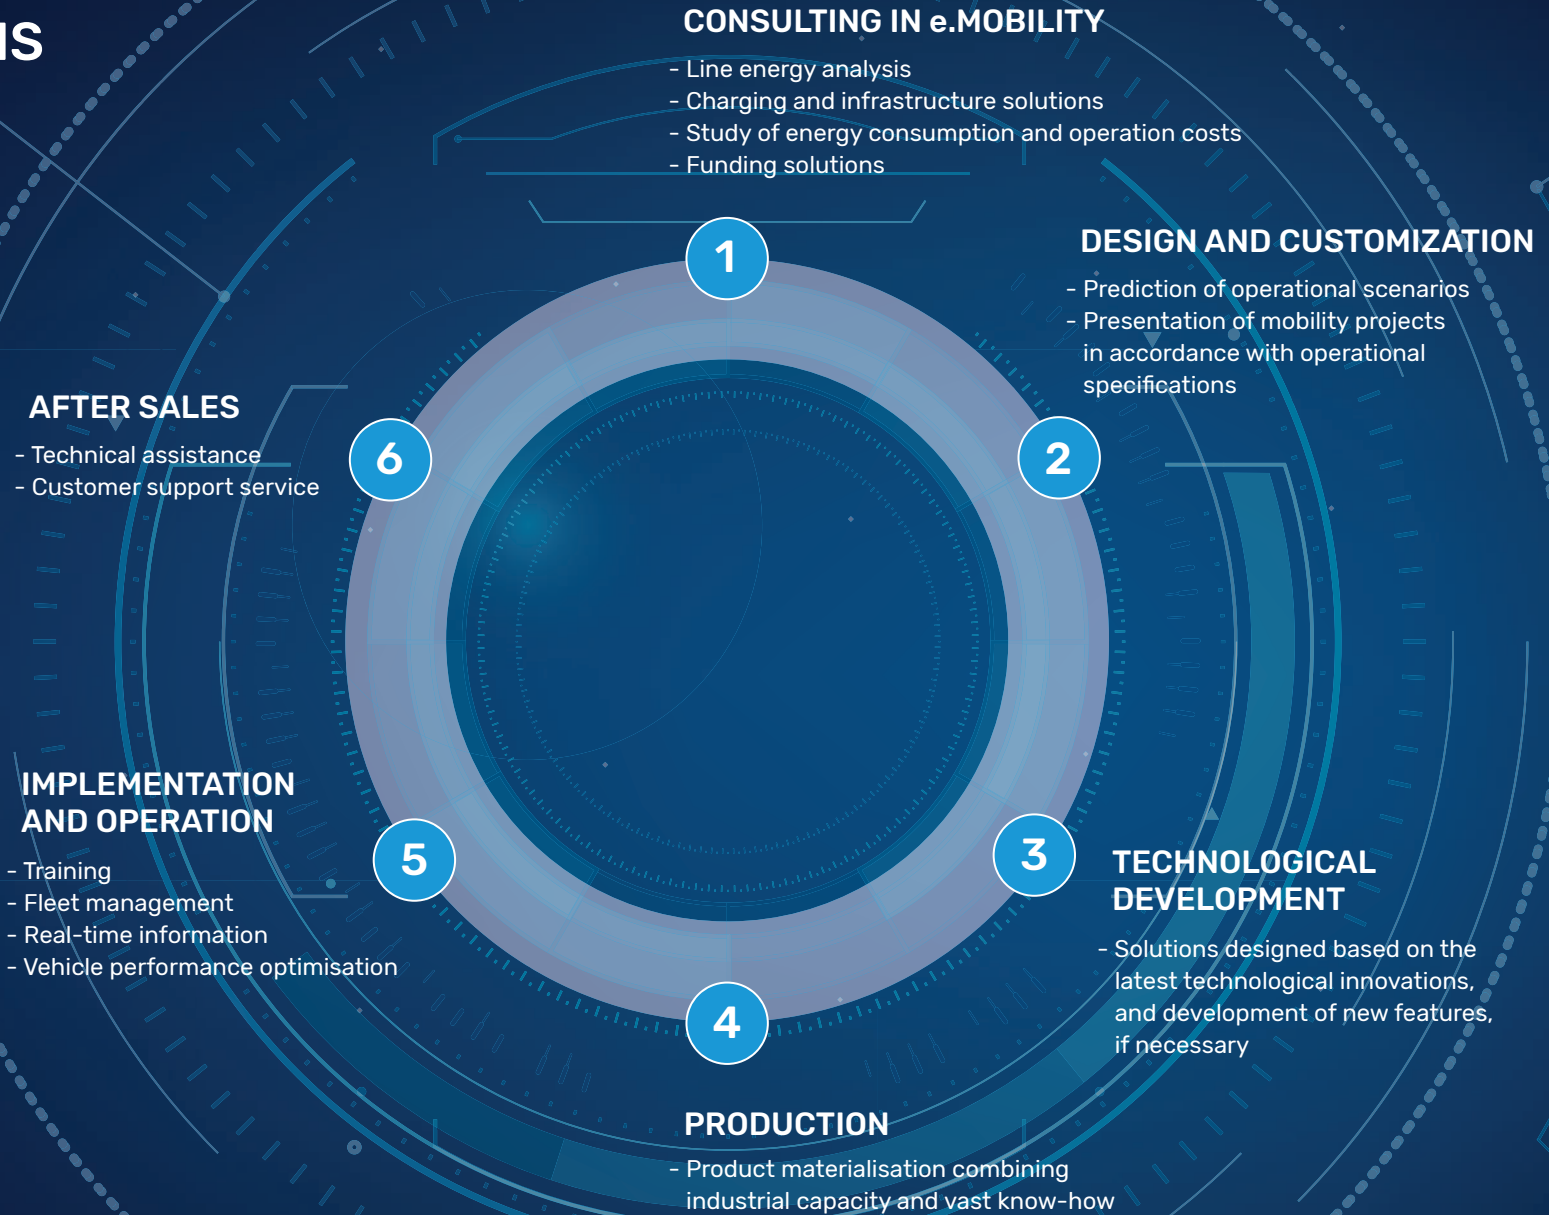 CONSULTING IN e.MOBILITY
- Line energy analysis
- Charging and infrastructure solutions
- Study of energy consumption and operation costs
- Funding solutions
1
DESIGN AND CUSTOMIZATION
- Prediction of operational scenarios
- Presentation of mobility projects
in accordance with operational
specifications
2
3
TECHNOLOGICAL
DEVELOPMENT
- Solutions designed based on the
latest technological innovations,
and development of new features,
if necessary
4
PRODUCTION
- Product materialisation combining
industrial capacity and vast know-how
5
IMPLEMENTATION
AND OPERATION
- Training
- Fleet management
- Real-time information
- Vehicle performance optimisation
6
AFTER SALES
- Technical assistance
- Customer support service